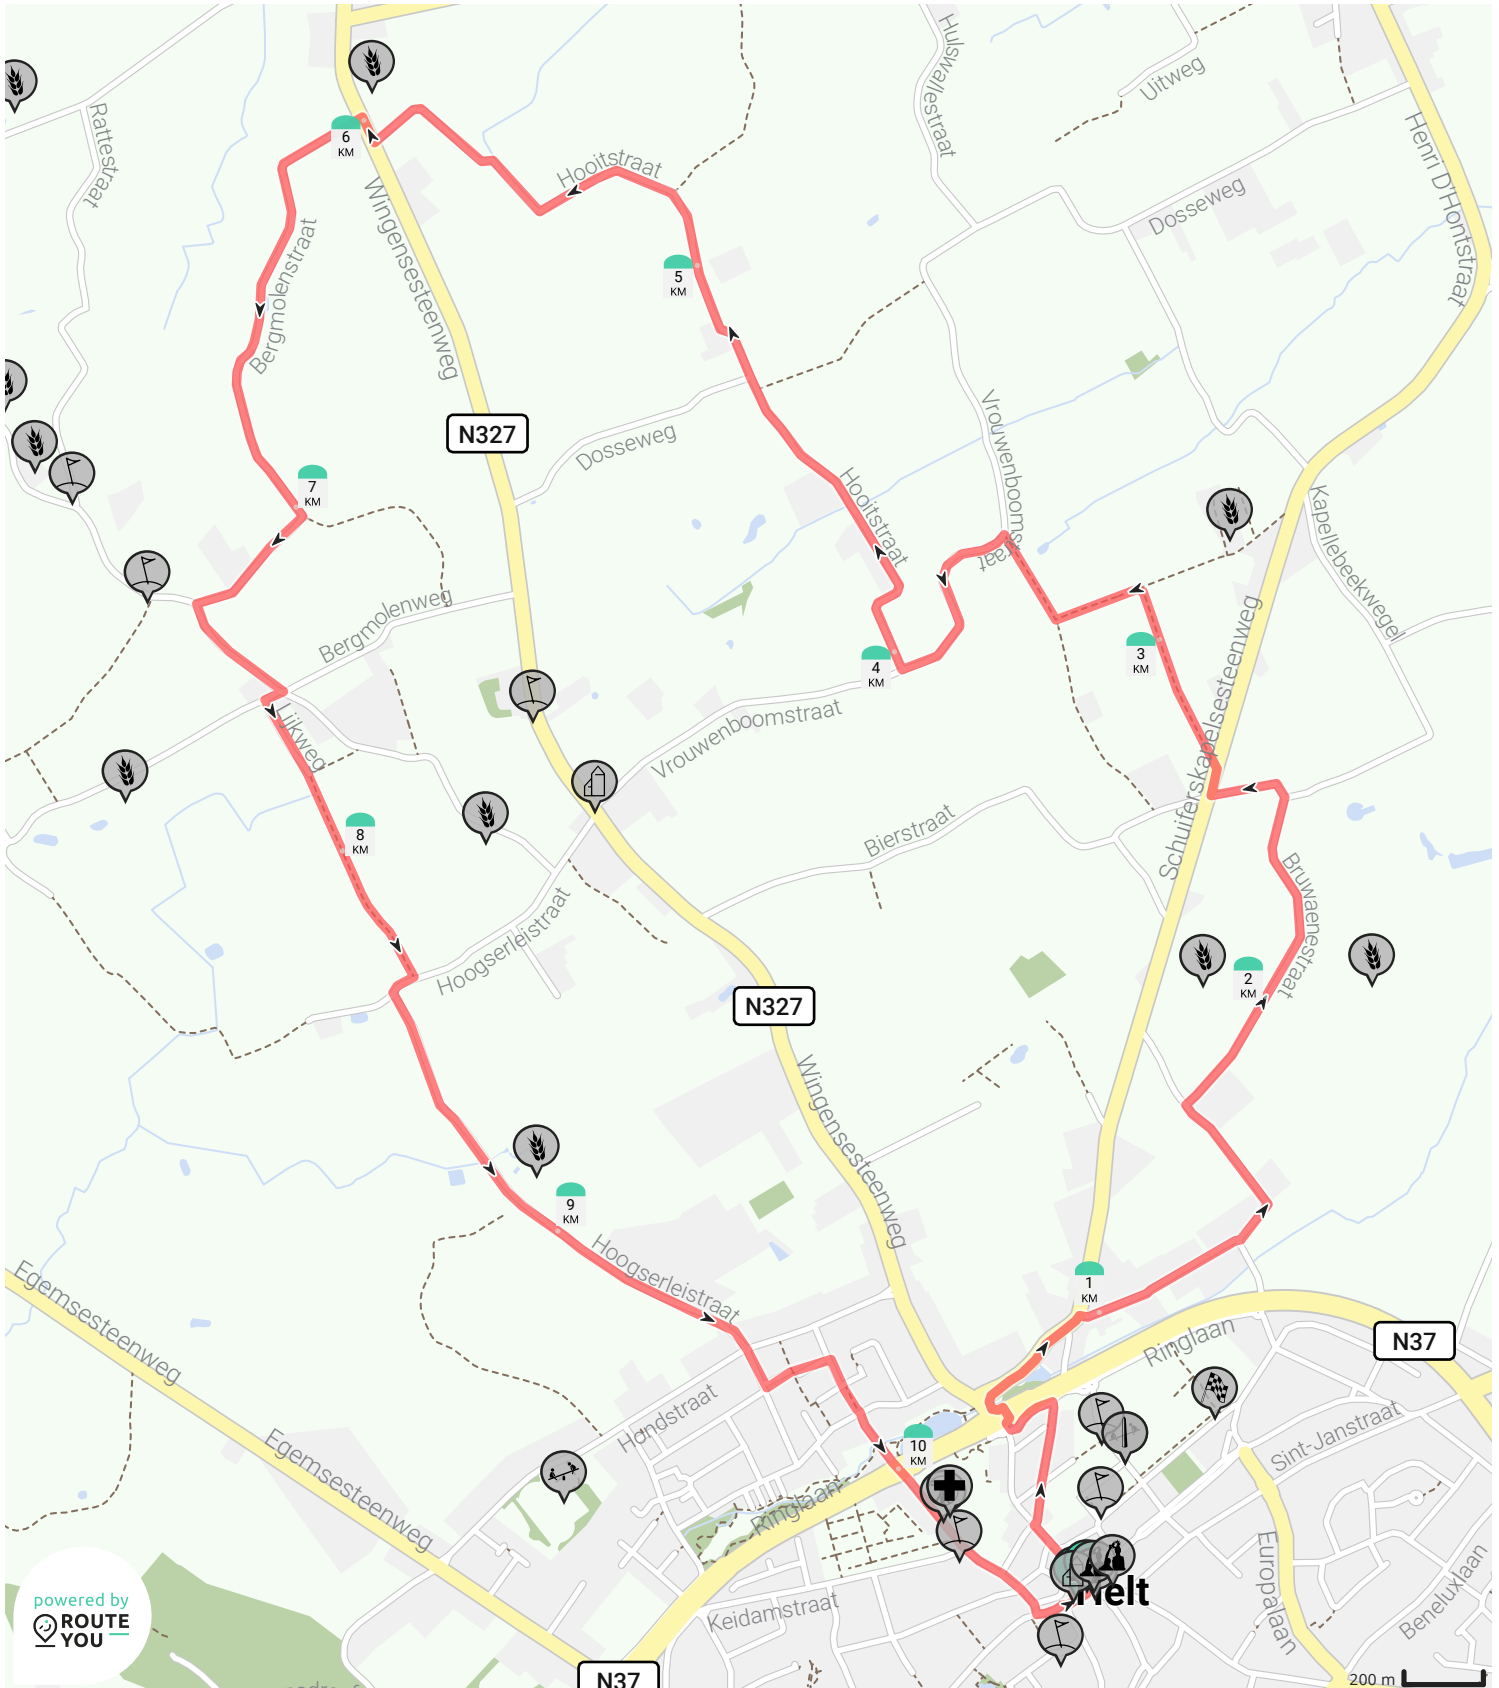 Hulswallestraat
Uitweg
Rattestraat
Henri D'Hontstraat
6
KM
Hooitstraat
Wingensesteenweg
Dosseweg
Bergmolenstraat
5
KM
N327
Dosseweg
Vrouwenboomstraat
Hooitstraat
7
KM
Kapellebeekwegel
Bergmolenweg
4
KM
3
KM
Schuiferskapelsesteenweg
Lijkweg
Vrouwenboomstraat
8
KM
Bierstraat
Bruwaenestraat
Hoogserleistraat
2
KM
N327
Wingensesteenweg
9
KM
Hoogserleistraat
1
KM
Egemsesteenweg
Ringlaan
N37
Handstraat
Sint-Janstraat
Egemsesteenweg
10
KM
Ringlaan
Europalaan
Beneluxlaan
Keidamstraat
powered by
ROUTE
YOU
N37
200 m